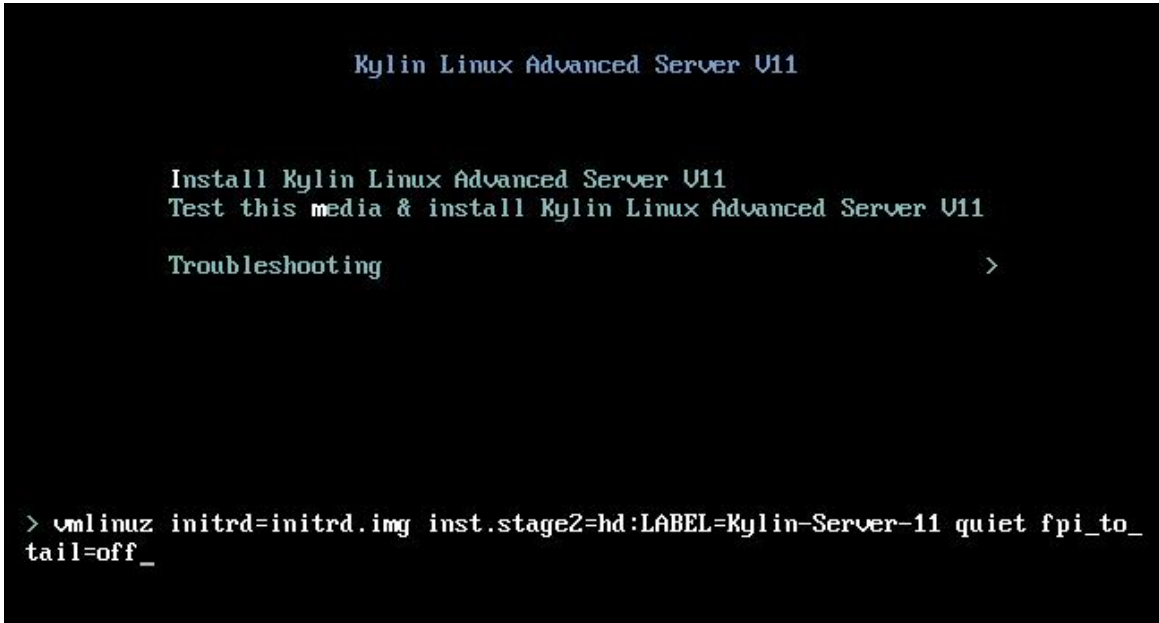 Kylin Linux Advanced Server V11
Install Kylin Linux Advanced Server V11
Test this media & install Kylin Linux Advanced Server V11
Troubleshooting >
> vmlinuz initrd=initrd.img inst.stage2=hd:LABEL=Kylin-Server-11 quiet fpi_to_
tail=off_